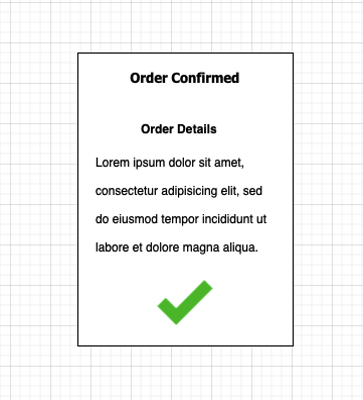 Order Confirmed
Order Details
Lorem ipsum dolor sit amet,
consectetur adipisicing elit, sed
do eiusmod tempor incididunt ut
labore et dolore magna aliqua.